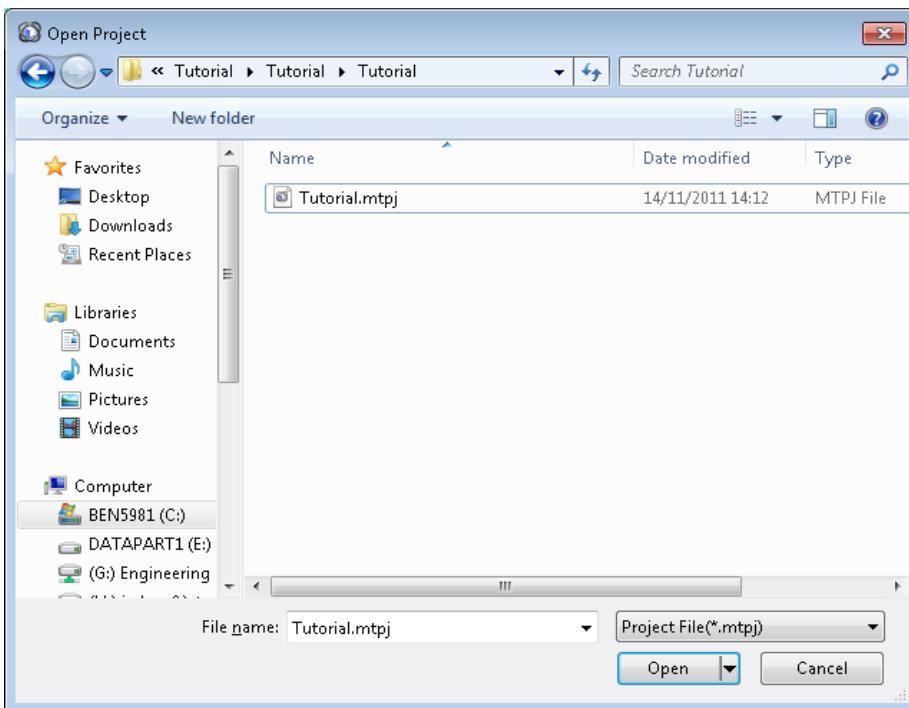 Open Project
« Tutorial ▸ Tutorial ▸ Tutorial
Search Tutorial
Organize
New folder
Name
Date modified
Type
Favorites
Desktop
Downloads
Recent Places
Libraries
Documents
Music
Pictures
Videos
Computer
BEN5981 (C:)
DATAPART1 (E:)
(G:) Engineering
Tutorial.mtpj
14/11/2011 14:12
MTPJ File
File name:
Tutorial.mtpj
Project File(*.mtpj)
Open
Cancel